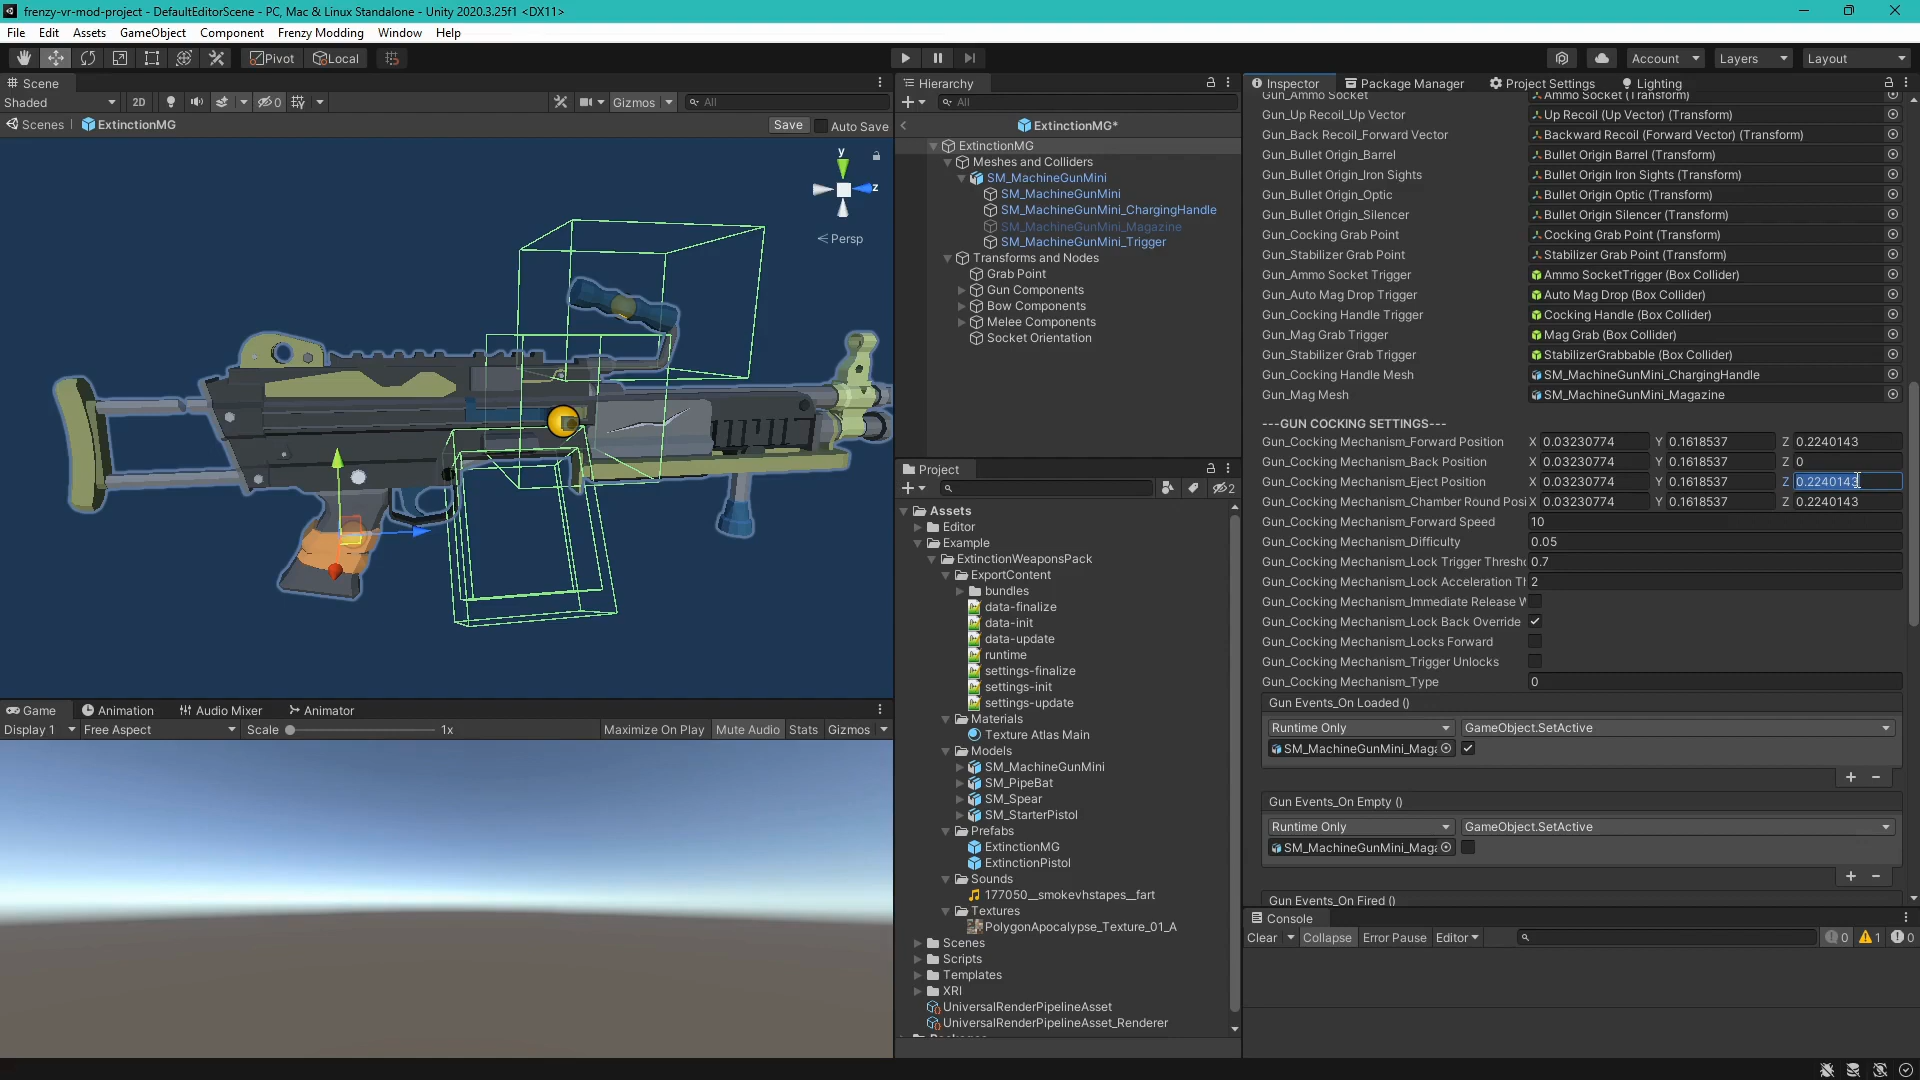 frenzy-vr-mod-project - DefaultEditorScene - PC, Mac & Linux Standalone - Unity 2020.3.25f1 <DX11>
File Edit Assets GameObject Component Frenzy Modding Window Help
Pivot Local Account Layers Layout
Scene
Shaded 2D 0 Gizmos All
Scenes ExtinctionMG Save Auto Save
y
z
Persp
Hierarchy
All
ExtinctionMG*
ExtinctionMG
Meshes and Colliders
SM_MachineGunMini
SM_MachineGunMini
SM_MachineGunMini_ChargingHandle
SM_MachineGunMini_Magazine
SM_MachineGunMini_Trigger
Transforms and Nodes
Grab Point
Gun Components
Bow Components
Melee Components
Socket Orientation
Project
2
Assets
Editor
Example
ExtinctionWeaponsPack
ExportContent
bundles
data-finalize
data-init
data-update
runtime
settings-finalize
settings-init
settings-update
Materials
Texture Atlas Main
Models
SM_MachineGunMini
SM_PipeBat
SM_Spear
SM_StarterPistol
Prefabs
ExtinctionMG
ExtinctionPistol
Sounds
177050__smokevhstapes__fart
Textures
PolygonApocalypse_Texture_01_A
Scenes
Scripts
Templates
XRI
UniversalRenderPipelineAsset
UniversalRenderPipelineAsset_Renderer
Game Animation Audio Mixer Animator
Display 1 Free Aspect Scale 1x Maximize On Play Mute Audio Stats Gizmos
Inspector Package Manager Project Settings Lighting
Gun_Ammo Socket Ammo Socket (Transform)
Gun_Up Recoil_Up Vector Up Recoil (Up Vector) (Transform)
Gun_Back Recoil_Forward Vector Backward Recoil (Forward Vector) (Transform)
Gun_Bullet Origin_Barrel Bullet Origin Barrel (Transform)
Gun_Bullet Origin_Iron Sights Bullet Origin Iron Sights (Transform)
Gun_Bullet Origin_Optic Bullet Origin Optic (Transform)
Gun_Bullet Origin_Silencer Bullet Origin Silencer (Transform)
Gun_Cocking Grab Point Cocking Grab Point (Transform)
Gun_Stabilizer Grab Point Stabilizer Grab Point (Transform)
Gun_Ammo Socket Trigger Ammo SocketTrigger (Box Collider)
Gun_Auto Mag Drop Trigger Auto Mag Drop (Box Collider)
Gun_Cocking Handle Trigger Cocking Handle (Box Collider)
Gun_Mag Grab Trigger Mag Grab (Box Collider)
Gun_Stabilizer Grab Trigger StabilizerGrabbable (Box Collider)
Gun_Cocking Handle Mesh SM_MachineGunMini_ChargingHandle
Gun_Mag Mesh SM_MachineGunMini_Magazine
---GUN COCKING SETTINGS---
Gun_Cocking Mechanism_Forward Position X 0.03230774 Y 0.1618537 Z 0.2240143
Gun_Cocking Mechanism_Back Position X 0.03230774 Y 0.1618537 Z 0
Gun_Cocking Mechanism_Eject Position X 0.03230774 Y 0.1618537 Z 0.2240143
Gun_Cocking Mechanism_Chamber Round Posi X 0.03230774 Y 0.1618537 Z 0.2240143
Gun_Cocking Mechanism_Forward Speed 10
Gun_Cocking Mechanism_Difficulty 0.05
Gun_Cocking Mechanism_Lock Trigger Thresho 0.7
Gun_Cocking Mechanism_Lock Acceleration Th 2
Gun_Cocking Mechanism_Immediate Release W
Gun_Cocking Mechanism_Lock Back Override
Gun_Cocking Mechanism_Locks Forward
Gun_Cocking Mechanism_Trigger Unlocks
Gun_Cocking Mechanism_Type 0
Gun Events_On Loaded ()
Runtime Only GameObject.SetActive
SM_MachineGunMini_Maga
+ −
Gun Events_On Empty ()
Runtime Only GameObject.SetActive
SM_MachineGunMini_Maga
+ −
Gun Events_On Fired ()
Console
Clear Collapse Error Pause Editor 0 1 0